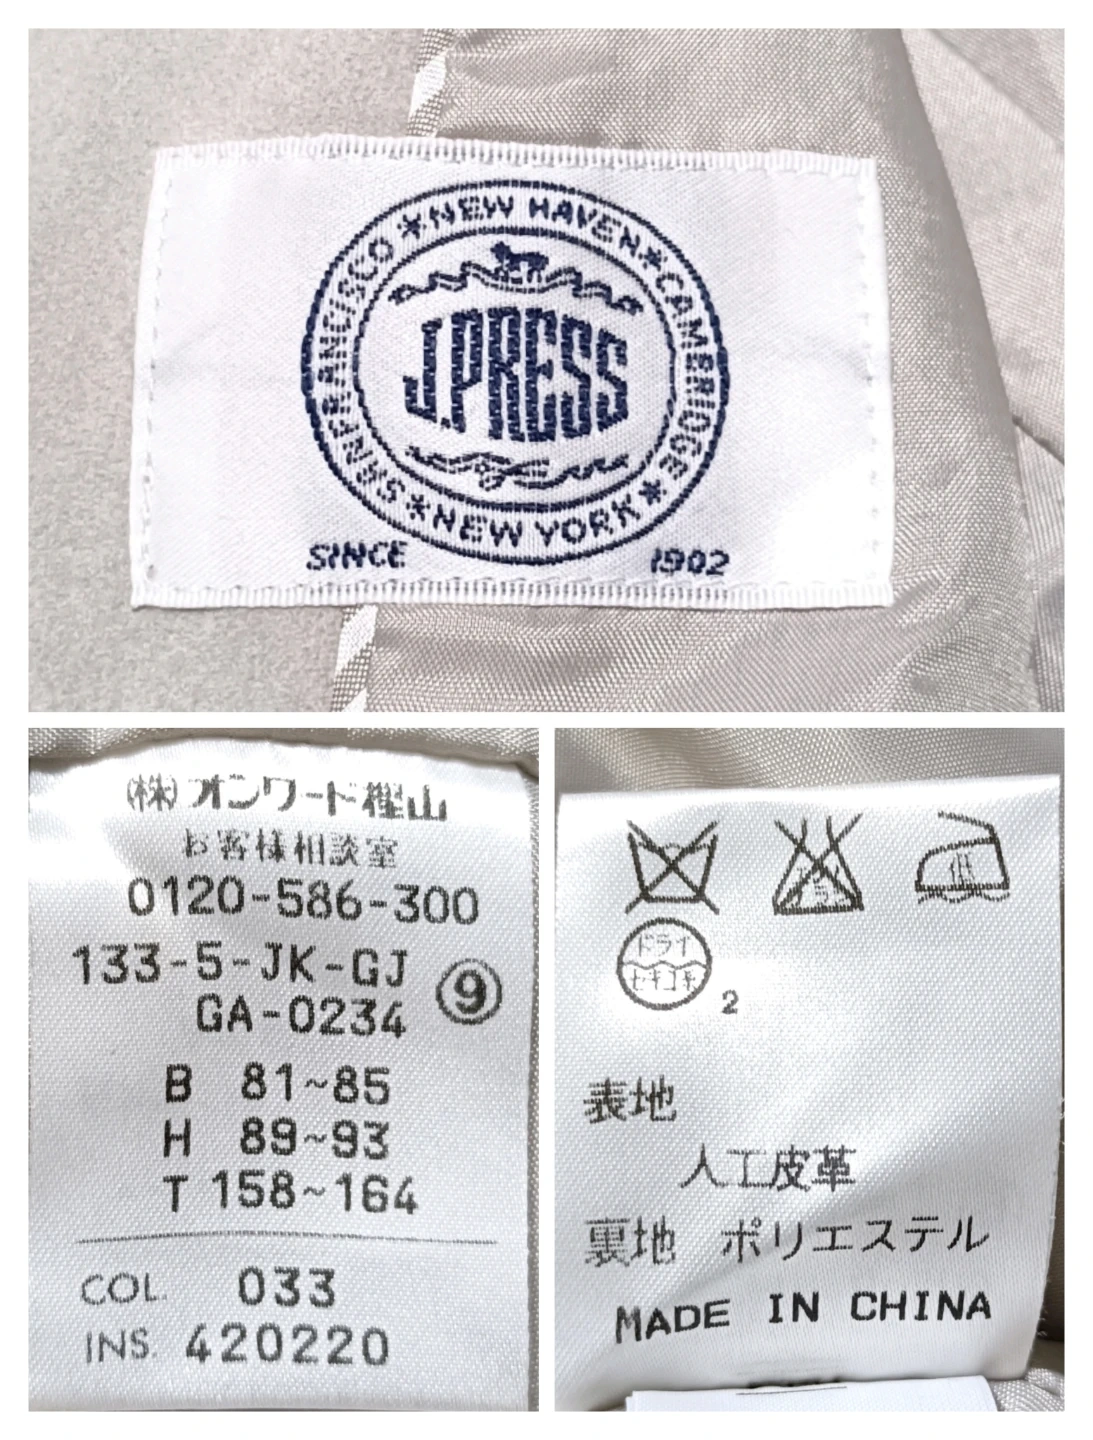 SAN FRANCISCO * NEW HAVEN * CAMBRIDGE * NEW YORK *
J.PRESS
SINCE 1902
(株)オンワード樫山
お客様相談室
0120-586-300
133-5-JK-GJ
GA-0234
9
B 81~85
H 89~93
T 158~164
COL. 033
INS. 420220
低
ドライ
セキユ系
2
表地
人工皮革
裏地 ポリエステル
MADE IN CHINA